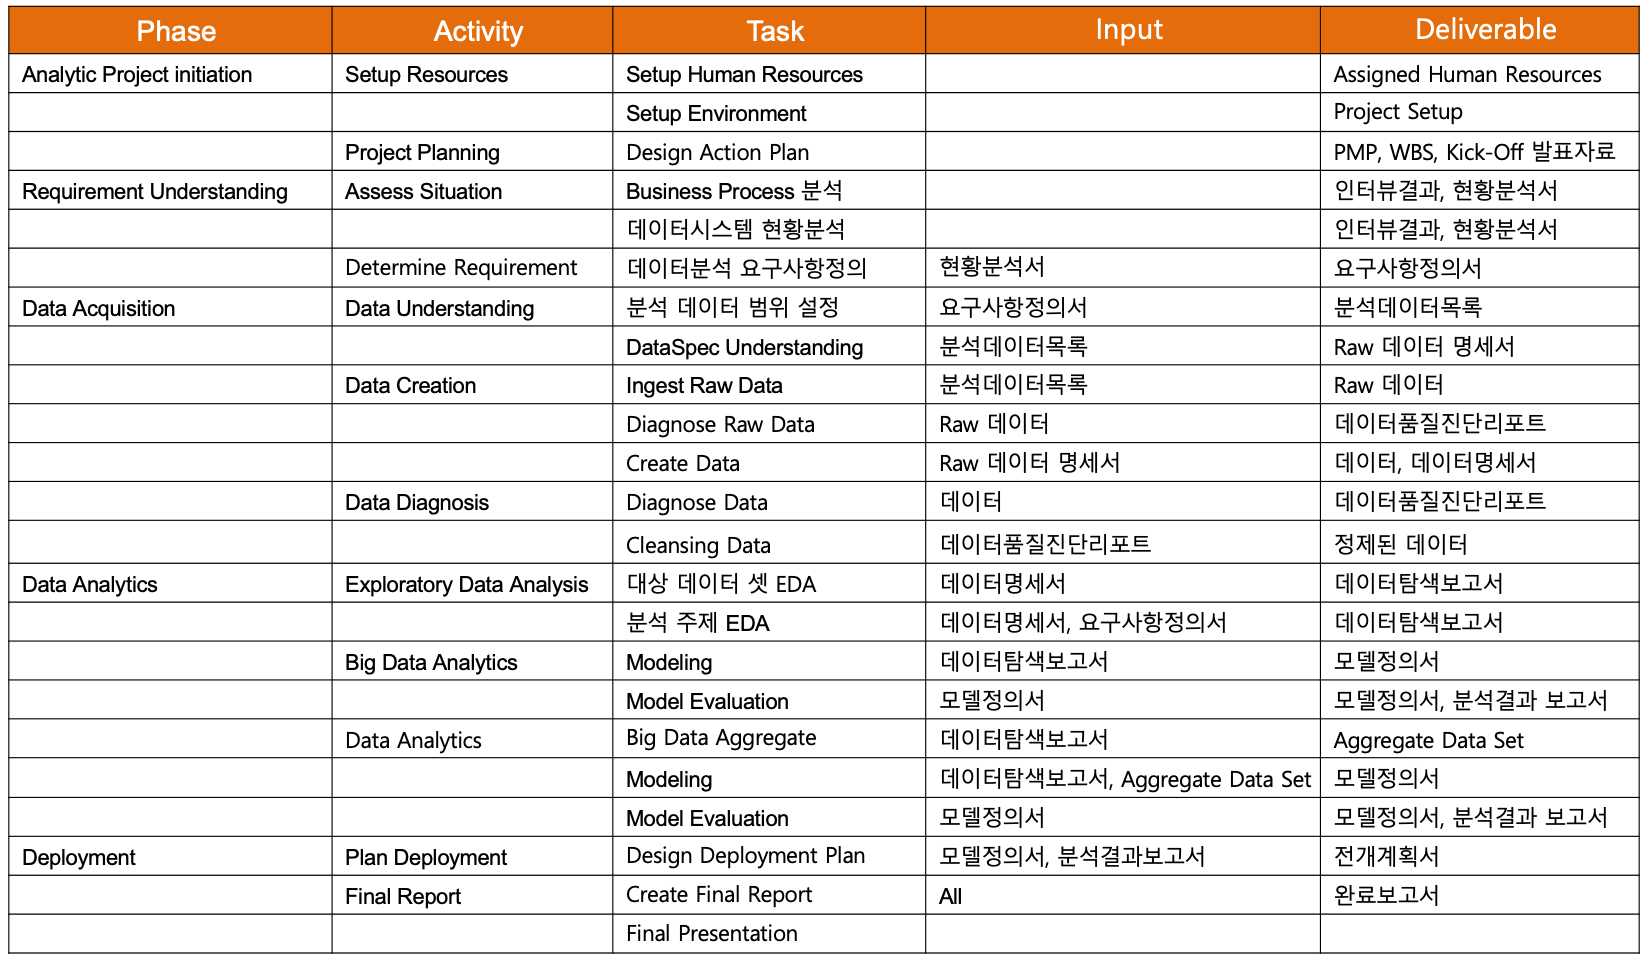 Phase Activity Task Input Deliverable
Analytic Project initiation Setup Resources Setup Human Resources Assigned Human Resources
Setup Environment Project Setup
Project Planning Design Action Plan PMP, WBS, Kick-Off 발표자료
Requirement Understanding Assess Situation Business Process 분석 인터뷰결과, 현황분석서
데이터시스템 현황분석 인터뷰결과, 현황분석서
Determine Requirement 데이터분석 요구사항정의 현황분석서 요구사항정의서
Data Acquisition Data Understanding 분석 데이터 범위 설정 요구사항정의서 분석데이터목록
DataSpec Understanding 분석데이터목록 Raw 데이터 명세서
Data Creation Ingest Raw Data 분석데이터목록 Raw 데이터
Diagnose Raw Data Raw 데이터 데이터품질진단리포트
Create Data Raw 데이터 명세서 데이터, 데이터명세서
Data Diagnosis Diagnose Data 데이터 데이터품질진단리포트
Cleansing Data 데이터품질진단리포트 정제된 데이터
Data Analytics Exploratory Data Analysis 대상 데이터 셋 EDA 데이터명세서 데이터탐색보고서
분석 주제 EDA 데이터명세서, 요구사항정의서 데이터탐색보고서
Big Data Analytics Modeling 데이터탐색보고서 모델정의서
Model Evaluation 모델정의서 모델정의서, 분석결과 보고서
Data Analytics Big Data Aggregate 데이터탐색보고서 Aggregate Data Set
Modeling 데이터탐색보고서, Aggregate Data Set 모델정의서
Model Evaluation 모델정의서 모델정의서, 분석결과 보고서
Deployment Plan Deployment Design Deployment Plan 모델정의서, 분석결과보고서 전개계획서
Final Report Create Final Report All 완료보고서
Final Presentation